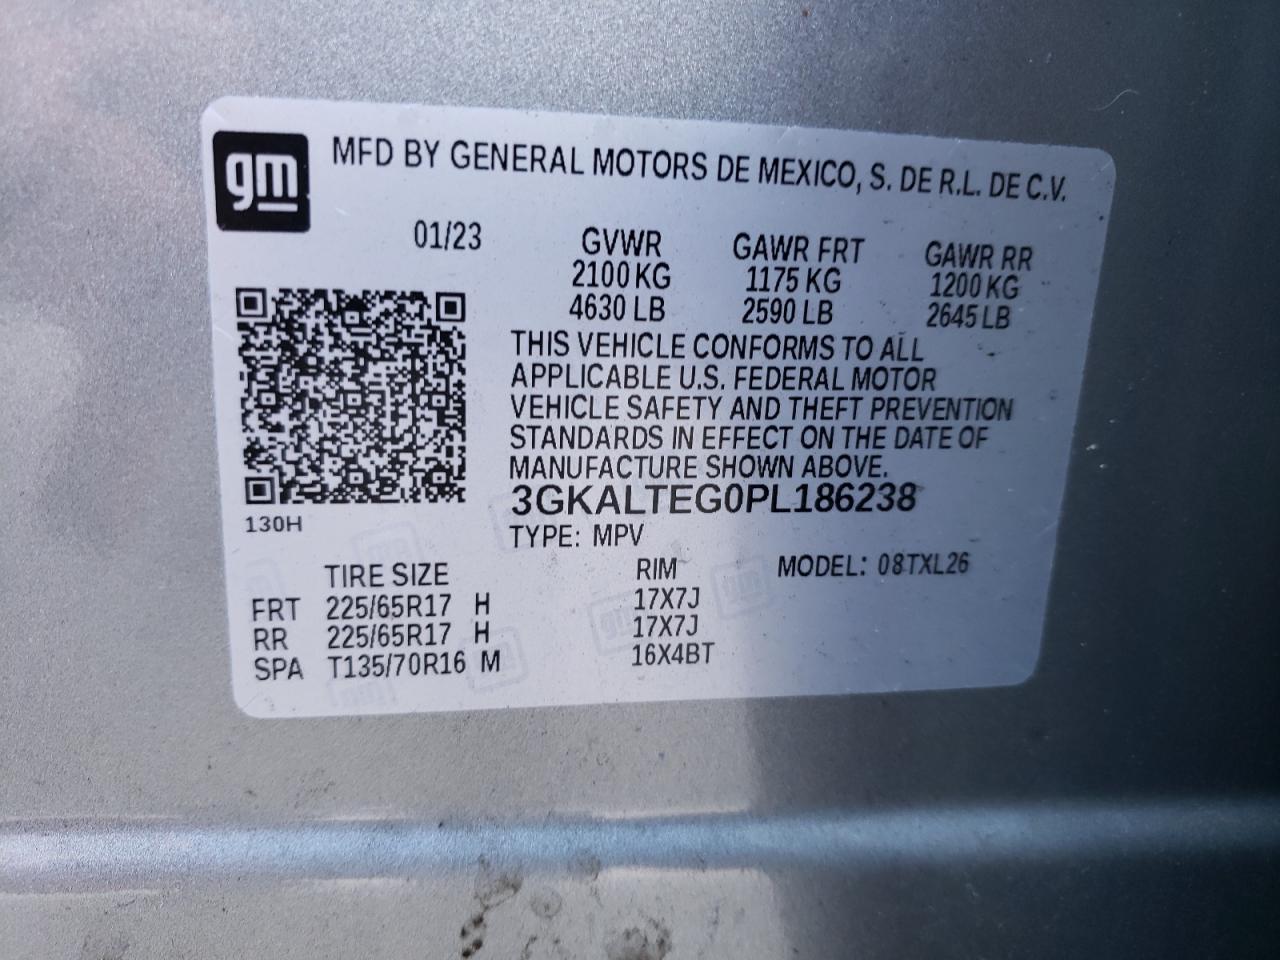 gm
MFD BY GENERAL MOTORS DE MEXICO, S. DE R.L. DE C.V.
01/23 GVWR GAWR FRT GAWR RR
2100 KG 1175 KG 1200 KG
4630 LB 2590 LB 2645 LB
THIS VEHICLE CONFORMS TO ALL
APPLICABLE U.S. FEDERAL MOTOR
VEHICLE SAFETY AND THEFT PREVENTION
STANDARDS IN EFFECT ON THE DATE OF
MANUFACTURE SHOWN ABOVE.
3GKALTEG0PL186238
130H
TYPE: MPV
TIRE SIZE RIM MODEL: 08TXL26
FRT 225/65R17 H 17X7J
RR 225/65R17 H 17X7J
SPA T135/70R16 M 16X4BT